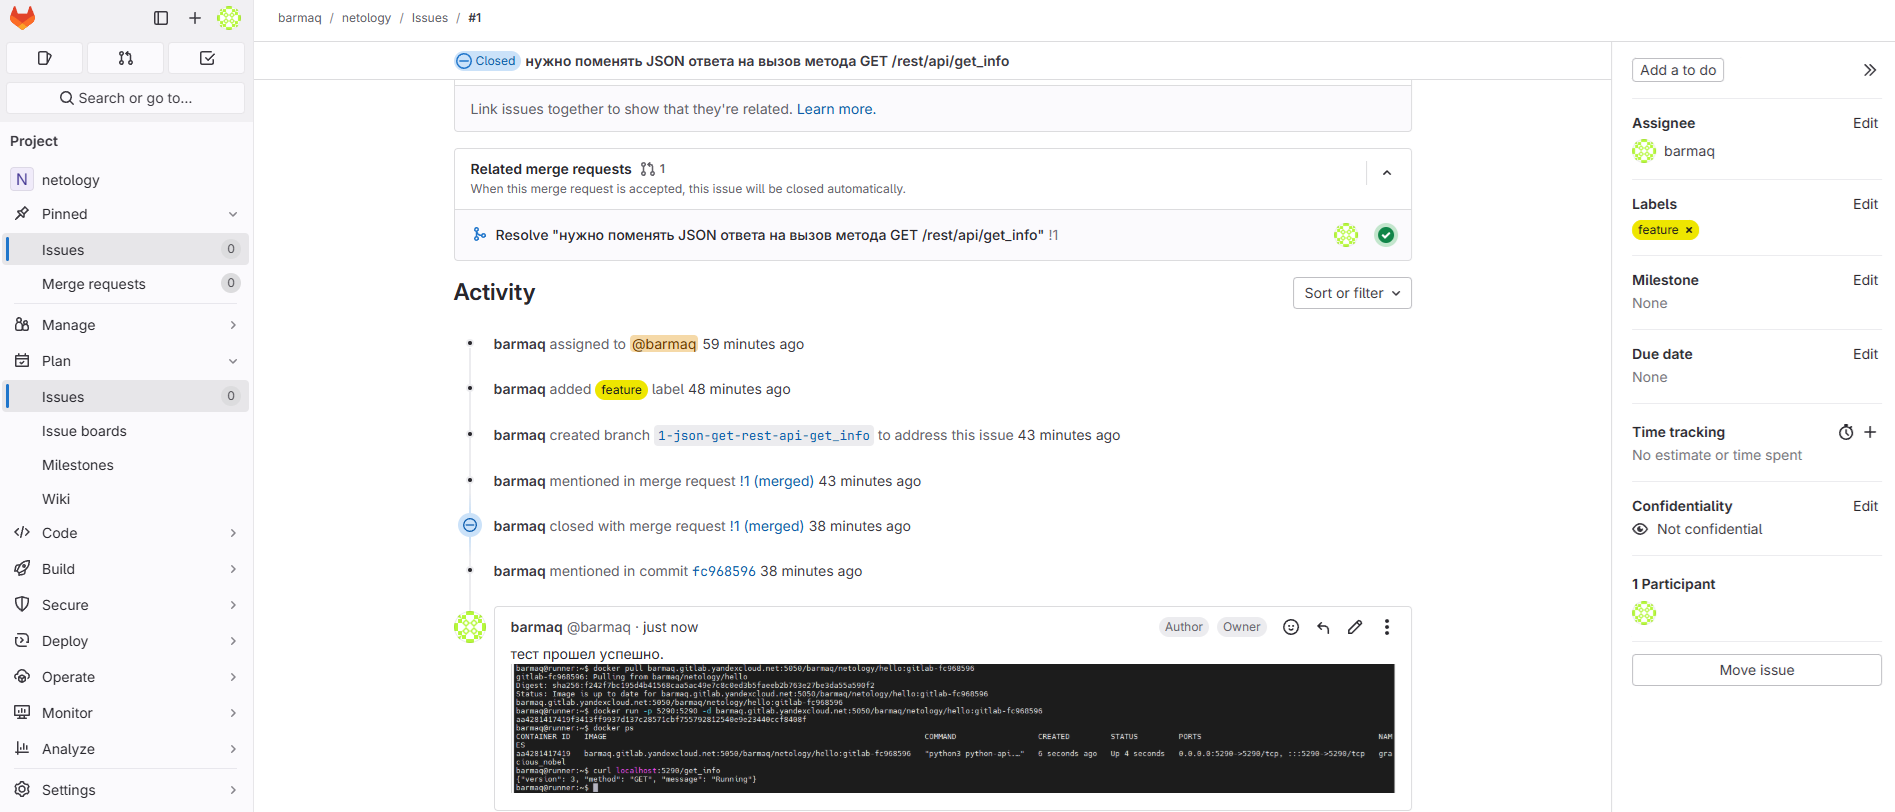 barmaq / netology / Issues / #1
Search or go to...
Project
N netology
Pinned
Issues 0
Merge requests 0
Manage
Plan
Issues 0
Issue boards
Milestones
Wiki
Code
Build
Secure
Deploy
Operate
Monitor
Analyze
Settings
Closed нужно поменять JSON ответа на вызов метода GET /rest/api/get_info
Link issues together to show that they're related. Learn more.
Related merge requests 1
When this merge request is accepted, this issue will be closed automatically.
Resolve "нужно поменять JSON ответа на вызов метода GET /rest/api/get_info" !1
Activity
Sort or filter
barmaq assigned to @barmaq 59 minutes ago
barmaq added feature label 48 minutes ago
barmaq created branch 1-json-get-rest-api-get_info to address this issue 43 minutes ago
barmaq mentioned in merge request !1 (merged) 43 minutes ago
barmaq closed with merge request !1 (merged) 38 minutes ago
barmaq mentioned in commit fc968596 38 minutes ago
barmaq @barmaq · just now Author Owner
тест прошел успешно.
barmaq@runner:~$ docker pull barmaq.gitlab.yandexcloud.net:5050/barmaq/netology/hello:gitlab-fc968596
gitlab-fc968596: Pulling from barmaq/netology/hello
Digest: sha256:f242f7bc195d4b41568caa5ac49e7c8c0ed3b5faeeb2b763e27be3da55a590f2
Status: Image is up to date for barmaq.gitlab.yandexcloud.net:5050/barmaq/netology/hello:gitlab-fc968596
barmaq.gitlab.yandexcloud.net:5050/barmaq/netology/hello:gitlab-fc968596
barmaq@runner:~$ docker run -p 5290:5290 -d barmaq.gitlab.yandexcloud.net:5050/barmaq/netology/hello:gitlab-fc968596
aa4281417419f3413ff9937d137c28571cbf755792812540e9e23440ccf8408f
barmaq@runner:~$ docker ps
CONTAINER ID IMAGE COMMAND CREATED STATUS PORTS NAM
ES
aa4281417419 barmaq.gitlab.yandexcloud.net:5050/barmaq/netology/hello:gitlab-fc968596 "python3 python-api.…" 6 seconds ago Up 4 seconds 0.0.0.0:5290->5290/tcp, :::5290->5290/tcp gra
cious_nobel
barmaq@runner:~$ curl localhost:5290/get_info
{"version": 3, "method": "GET", "message": "Running"}
barmaq@runner:~$
Add a to do
Assignee Edit
barmaq
Labels Edit
feature ×
Milestone Edit
None
Due date Edit
None
Time tracking
No estimate or time spent
Confidentiality Edit
Not confidential
1 Participant
Move issue